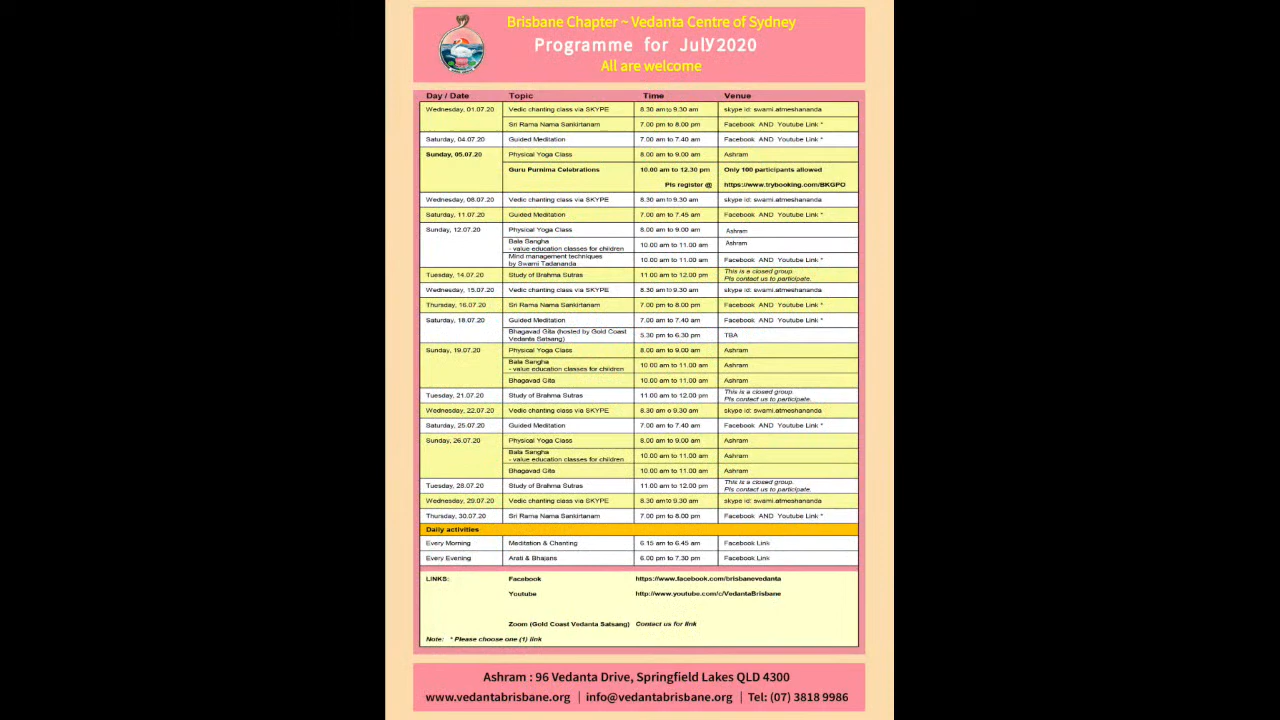 Brisbane Chapter ~ Vedanta Centre of Sydney
Programme for July 2020
All are welcome
Day / Date Topic Time Venue
Wednesday, 01.07.20 Vedic chanting class via SKYPE 8.30 am to 9.30 am skype id: swami.atmeshananda
Sri Rama Nama Sankirtanam 7.00 pm to 8.00 pm Facebook AND Youtube Link *
Saturday, 04.07.20 Guided Meditation 7.00 am to 7.40 am Facebook AND Youtube Link *
Sunday, 05.07.20 Physical Yoga Class 8.00 am to 9.00 am Ashram
Guru Purnima Celebrations 10.00 am to 12.30 pm Only 100 participants allowed
Pls register @ https://www.trybooking.com/BKGPO
Wednesday, 08.07.20 Vedic chanting class via SKYPE 8.30 am to 9.30 am skype id: swami.atmeshananda
Saturday, 11.07.20 Guided Meditation 7.00 am to 7.45 am Facebook AND Youtube Link *
Sunday, 12.07.20 Physical Yoga Class 8.00 am to 9.00 am Ashram
Bala Sangha
- value education classes for children 10.00 am to 11.00 am Ashram
Mind management techniques
by Swami Tadananda 10.00 am to 11.00 am Facebook AND Youtube Link *
Tuesday, 14.07.20 Study of Brahma Sutras 11.00 am to 12.00 pm This is a closed group.
Pls contact us to participate.
Wednesday, 15.07.20 Vedic chanting class via SKYPE 8.30 am to 9.30 am skype id: swami.atmeshananda
Thursday, 16.07.20 Sri Rama Nama Sankirtanam 7.00 pm to 8.00 pm Facebook AND Youtube Link *
Saturday, 18.07.20 Guided Meditation 7.00 am to 7.40 am Facebook AND Youtube Link *
Bhagavad Gita (hosted by Gold Coast
Vedanta Satsang) 5.30 pm to 6.30 pm TBA
Sunday, 19.07.20 Physical Yoga Class 8.00 am to 9.00 am Ashram
Bala Sangha
- value education classes for children 10.00 am to 11.00 am Ashram
Bhagavad Gita 10.00 am to 11.00 am Ashram
Tuesday, 21.07.20 Study of Brahma Sutras 11.00 am to 12.00 pm This is a closed group.
Pls contact us to participate.
Wednesday, 22.07.20 Vedic chanting class via SKYPE 8.30 am o 9.30 am skype id: swami.atmeshananda
Saturday, 25.07.20 Guided Meditation 7.00 am to 7.40 am Facebook AND Youtube Link *
Sunday, 26.07.20 Physical Yoga Class 8.00 am to 9.00 am Ashram
Bala Sangha
- value education classes for children 10.00 am to 11.00 am Ashram
Bhagavad Gita 10.00 am to 11.00 am Ashram
Tuesday, 28.07.20 Study of Brahma Sutras 11.00 am to 12.00 pm This is a closed group.
Pls contact us to participate.
Wednesday, 29.07.20 Vedic chanting class via SKYPE 8.30 am to 9.30 am skype id: swami.atmeshananda
Thursday, 30.07.20 Sri Rama Nama Sankirtanam 7.00 pm to 8.00 pm Facebook AND Youtube Link *
Daily activities
Every Morning Meditation & Chanting 6.15 am to 6.45 am Facebook Link
Every Evening Arati & Bhajans 6.00 pm to 7.30 pm Facebook Link
LINKS: Facebook https://www.facebook.com/brisbanevedanta
Youtube http://www.youtube.com/c/VedantaBrisbane
Zoom (Gold Coast Vedanta Satsang) Contact us for link
Note: * Please choose one (1) link
Ashram : 96 Vedanta Drive, Springfield Lakes QLD 4300
www.vedantabrisbane.org | info@vedantabrisbane.org | Tel: (07) 3818 9986